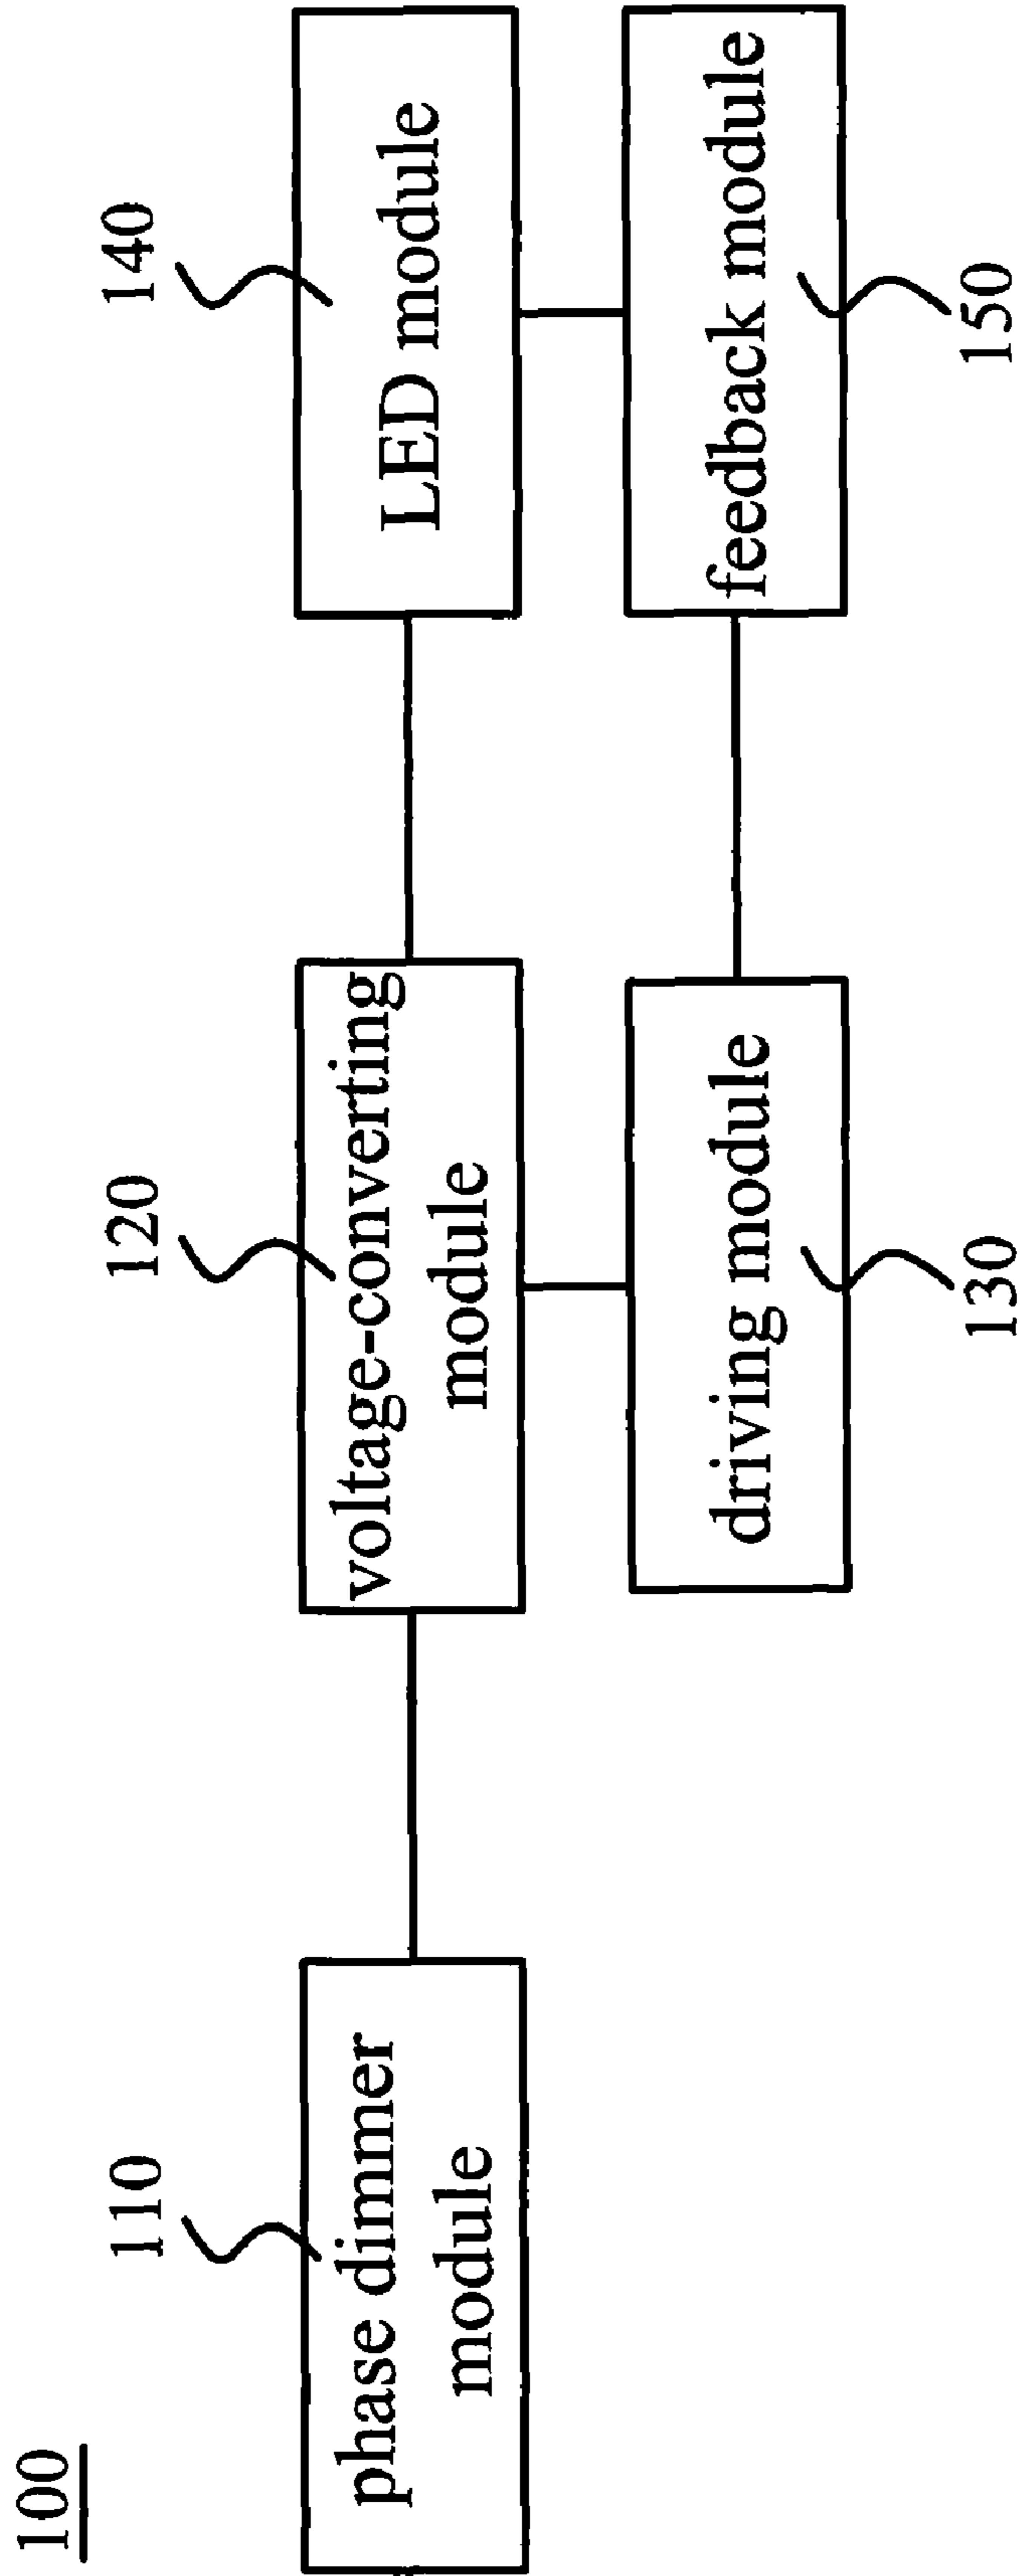 100
110
120
140
phase dimmer
module
voltage-converting
module
LED module
driving module
feedback module
130
150